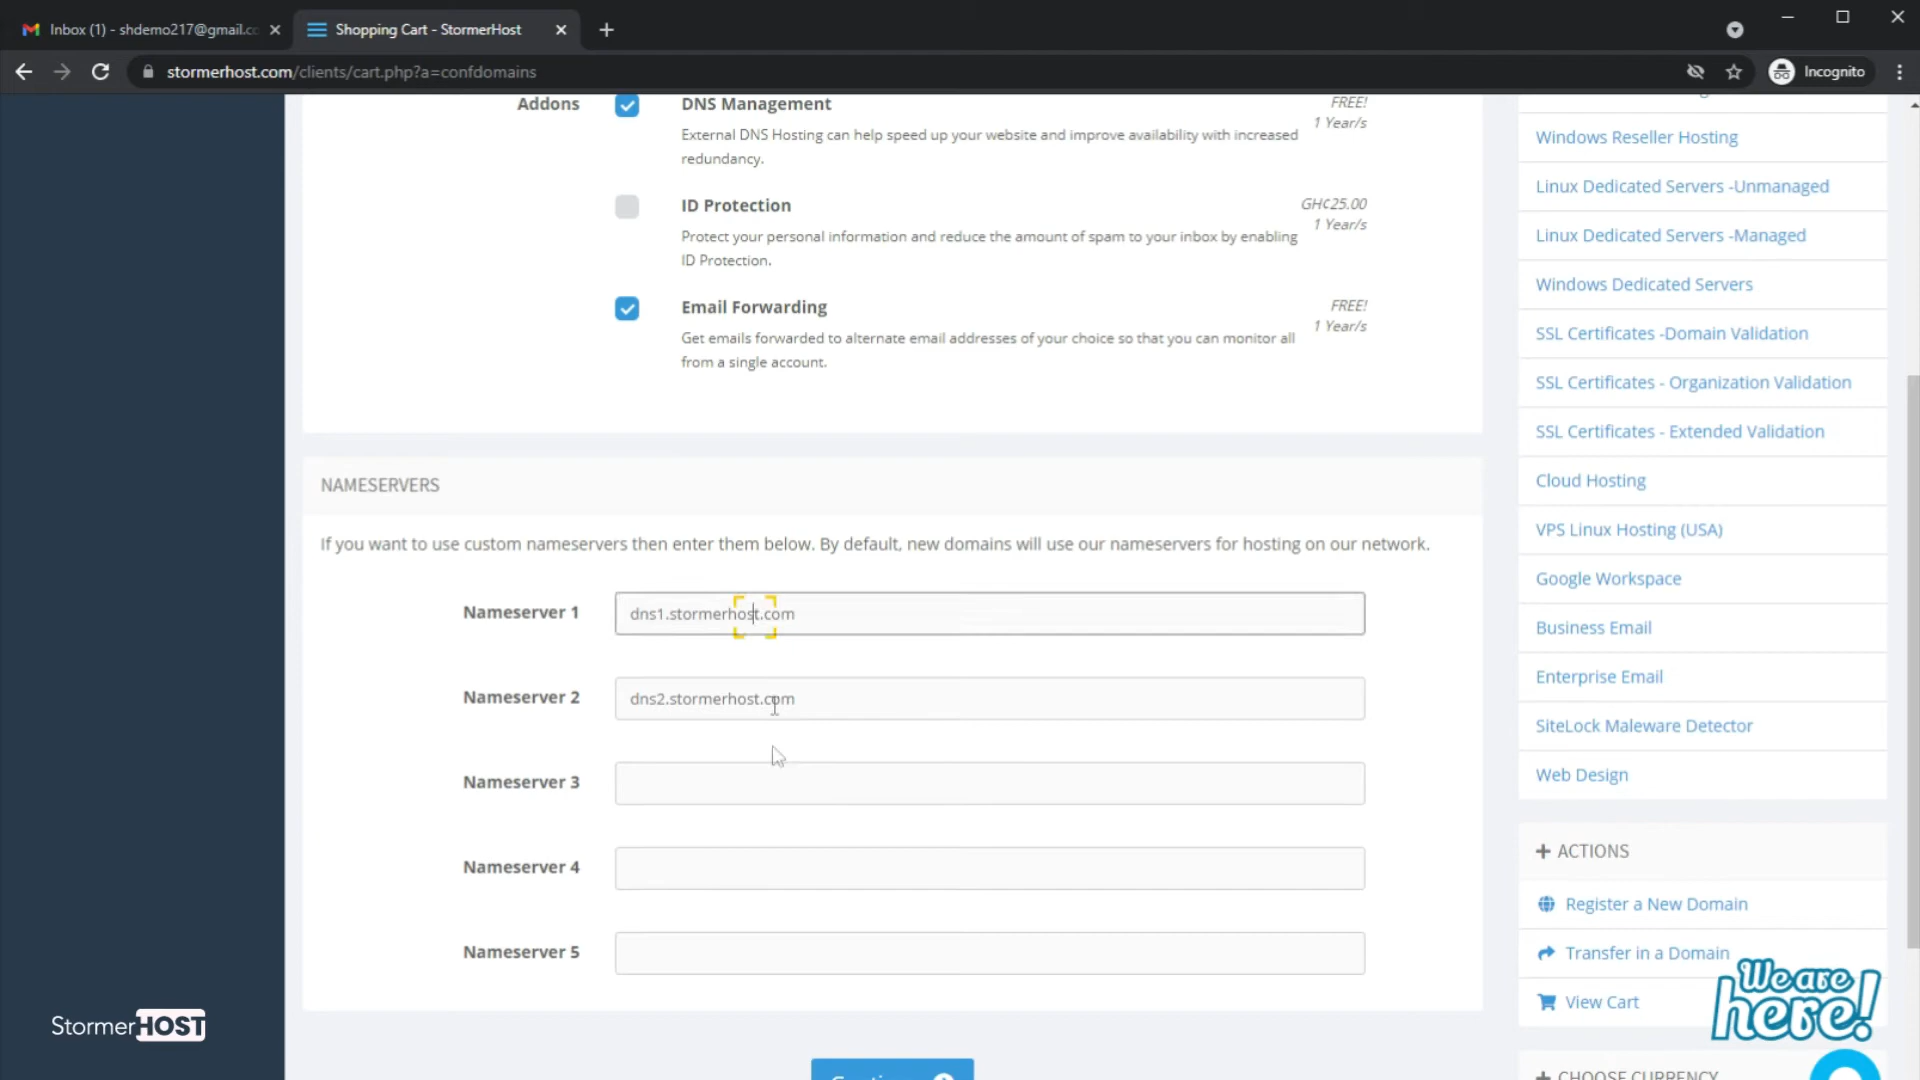 Inbox (1) - shdemo217@gmail.co
Shopping Cart - StormerHost
stormerhost.com/clients/cart.php?a=confdomains
Incognito
Addons
DNS Management
FREE!
1 Year/s
External DNS Hosting can help speed up your website and improve availability with increased
redundancy.
ID Protection
GH¢25.00
1 Year/s
Protect your personal information and reduce the amount of spam to your inbox by enabling
ID Protection.
Email Forwarding
FREE!
1 Year/s
Get emails forwarded to alternate email addresses of your choice so that you can monitor all
from a single account.
NAMESERVERS
If you want to use custom nameservers then enter them below. By default, new domains will use our nameservers for hosting on our network.
Nameserver 1
dns1.stormerhost.com
Nameserver 2
dns2.stormerhost.com
Nameserver 3
Nameserver 4
Nameserver 5
StormerHOST
Windows Reseller Hosting
Linux Dedicated Servers -Unmanaged
Linux Dedicated Servers -Managed
Windows Dedicated Servers
SSL Certificates -Domain Validation
SSL Certificates - Organization Validation
SSL Certificates - Extended Validation
Cloud Hosting
VPS Linux Hosting (USA)
Google Workspace
Business Email
Enterprise Email
SiteLock Maleware Detector
Web Design
ACTIONS
Register a New Domain
Transfer in a Domain
View Cart
We are
here!
CHOOSE CURRENCY